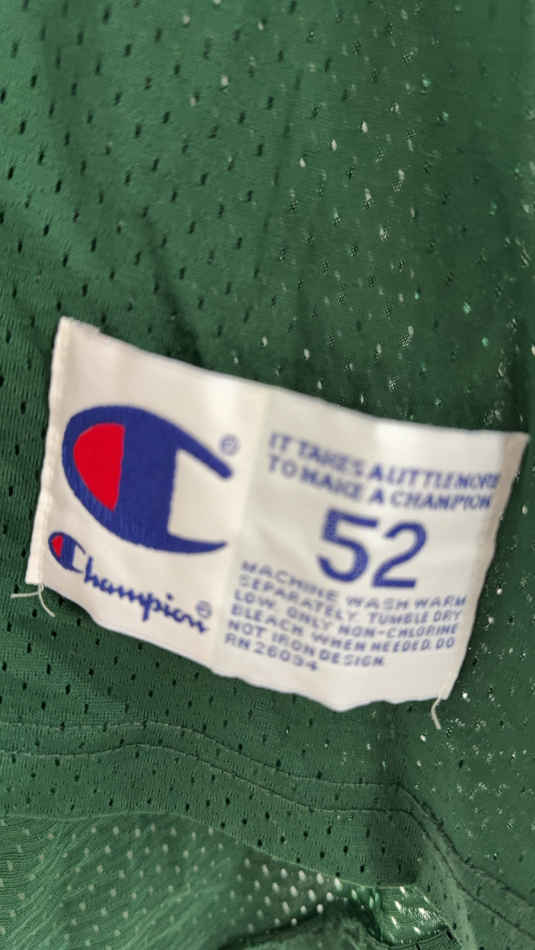 Champion
IT TAKES A LITTLE MORE
TO MAKE A CHAMPION
52
MACHINE WASH WARM
SEPARATELY. TUMBLE DRY
LOW. ONLY NON-CHLORINE
BLEACH WHEN NEEDED. DO
NOT IRON DESIGN.
RN 26094